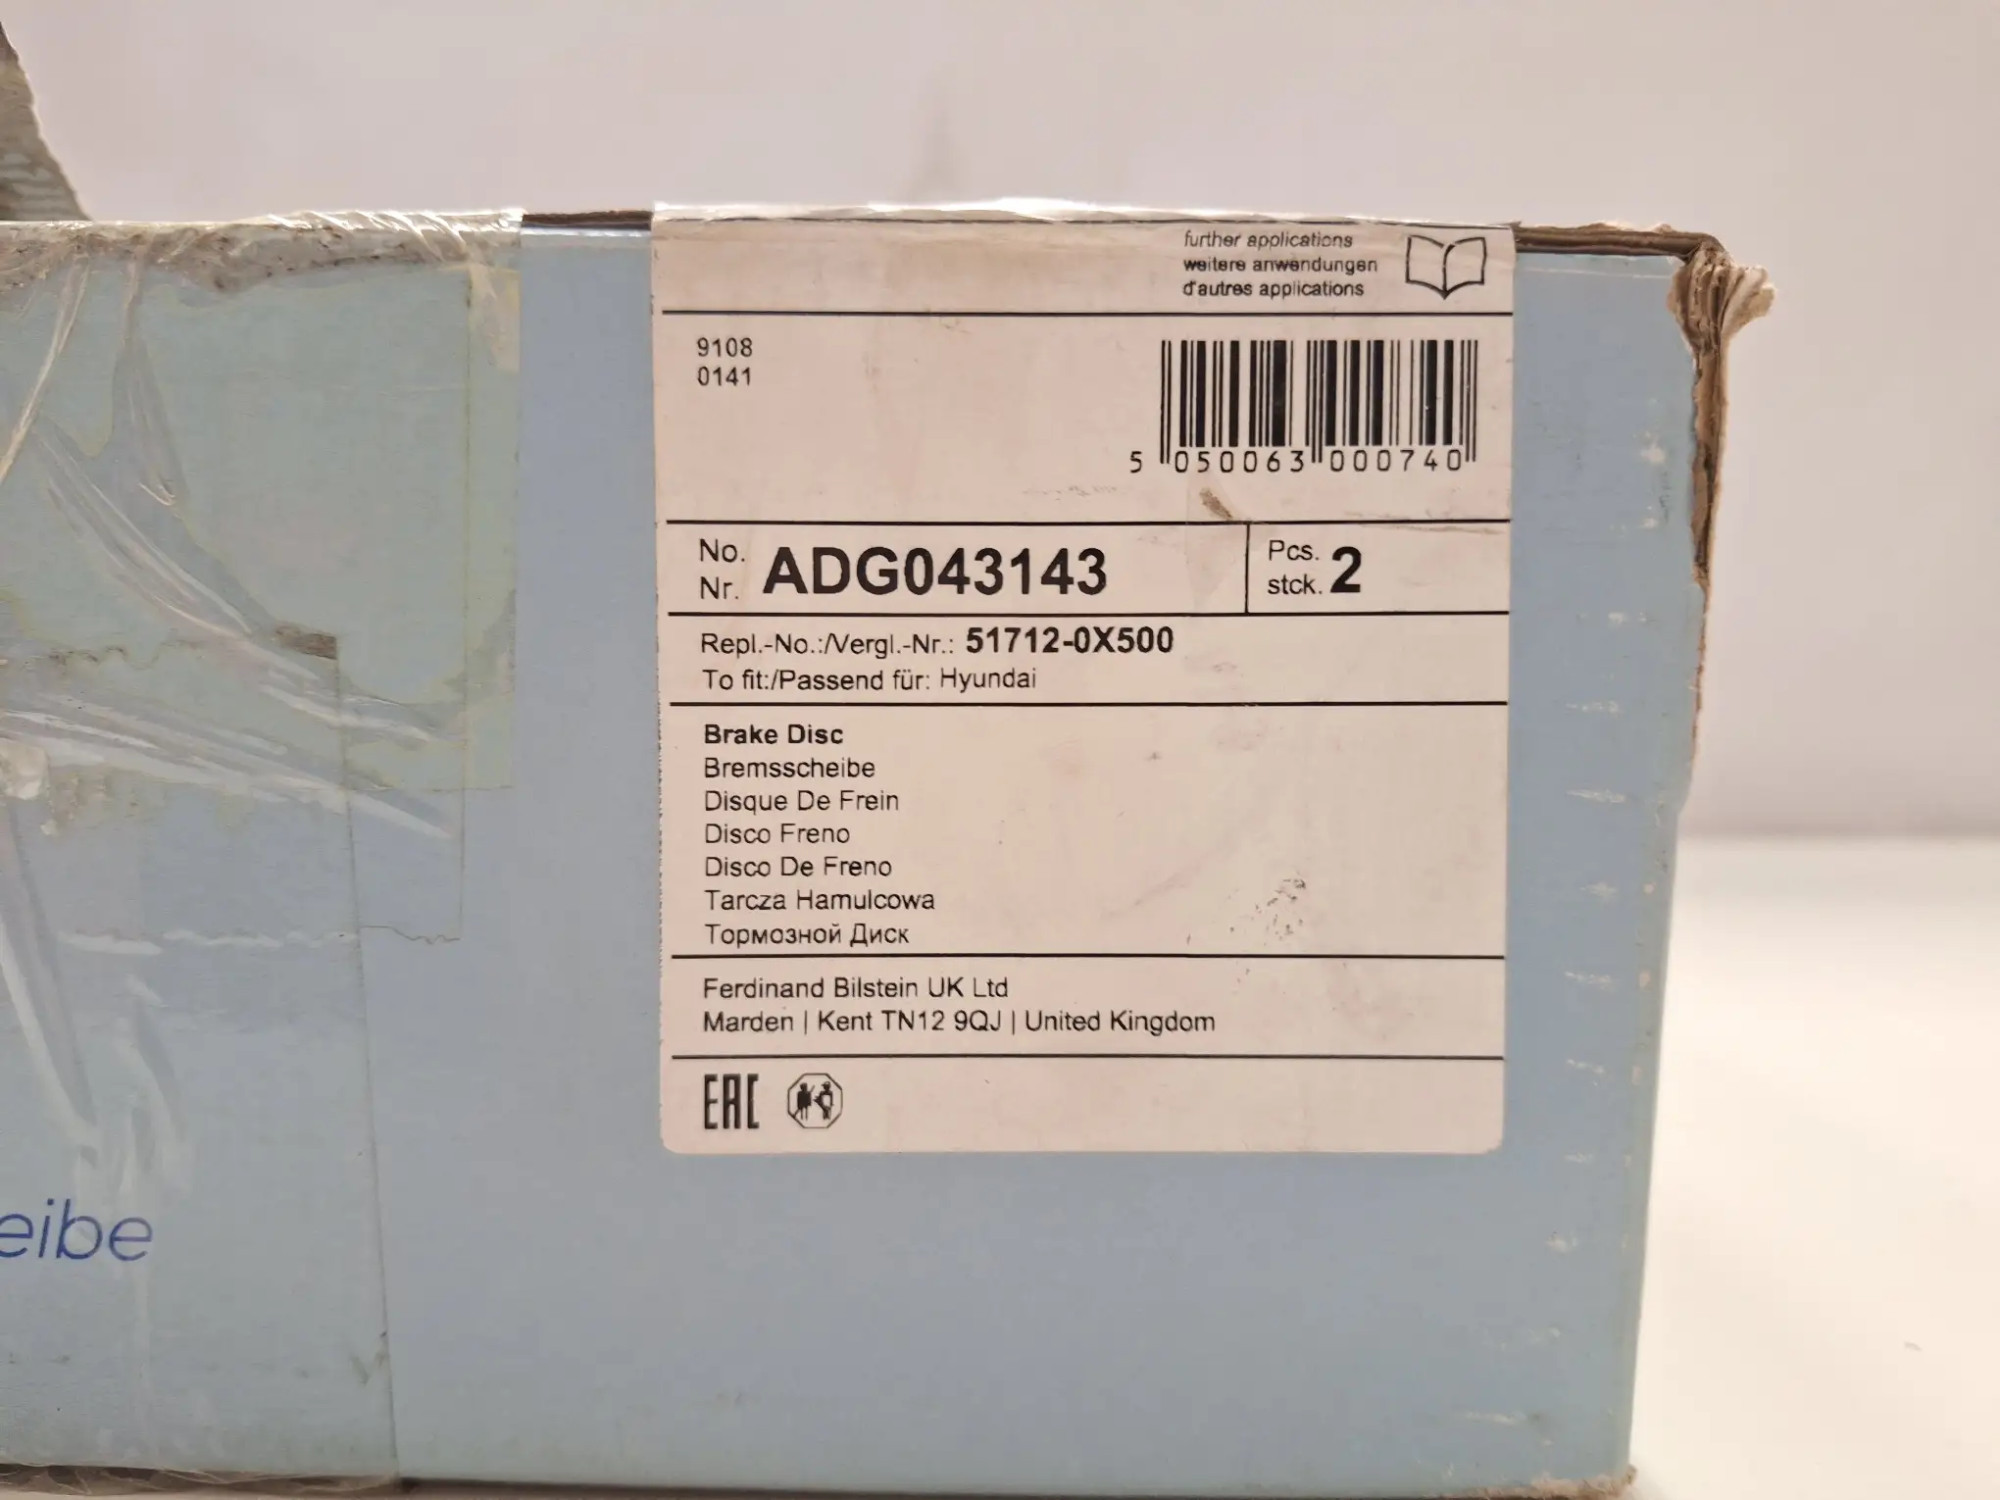 further applications
weitere anwendungen
d'autres applications
9108
0141
5 050063 000740
No. ADG043143
Nr.
Pcs. 2
stck.
Repl.-No.:/Vergl.-Nr.: 51712-0X500
To fit:/Passend für: Hyundai
Brake Disc
Bremsscheibe
Disque De Frein
Disco Freno
Disco De Freno
Tarcza Hamulcowa
Тормозной Диск
Ferdinand Bilstein UK Ltd
Marden | Kent TN12 9QJ | United Kingdom
EAC
eibe